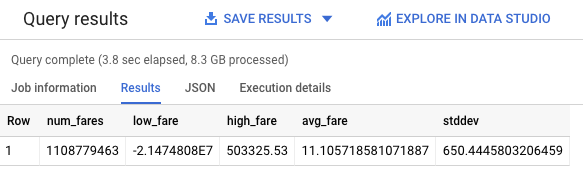 Query results SAVE RESULTS EXPLORE IN DATA STUDIO
Query complete (3.8 sec elapsed, 8.3 GB processed)
Job information Results JSON Execution details
Row num_fares low_fare high_fare avg_fare stddev
1 1108779463 -2.1474808E7 503325.53 11.105718581071887 650.4445803206459